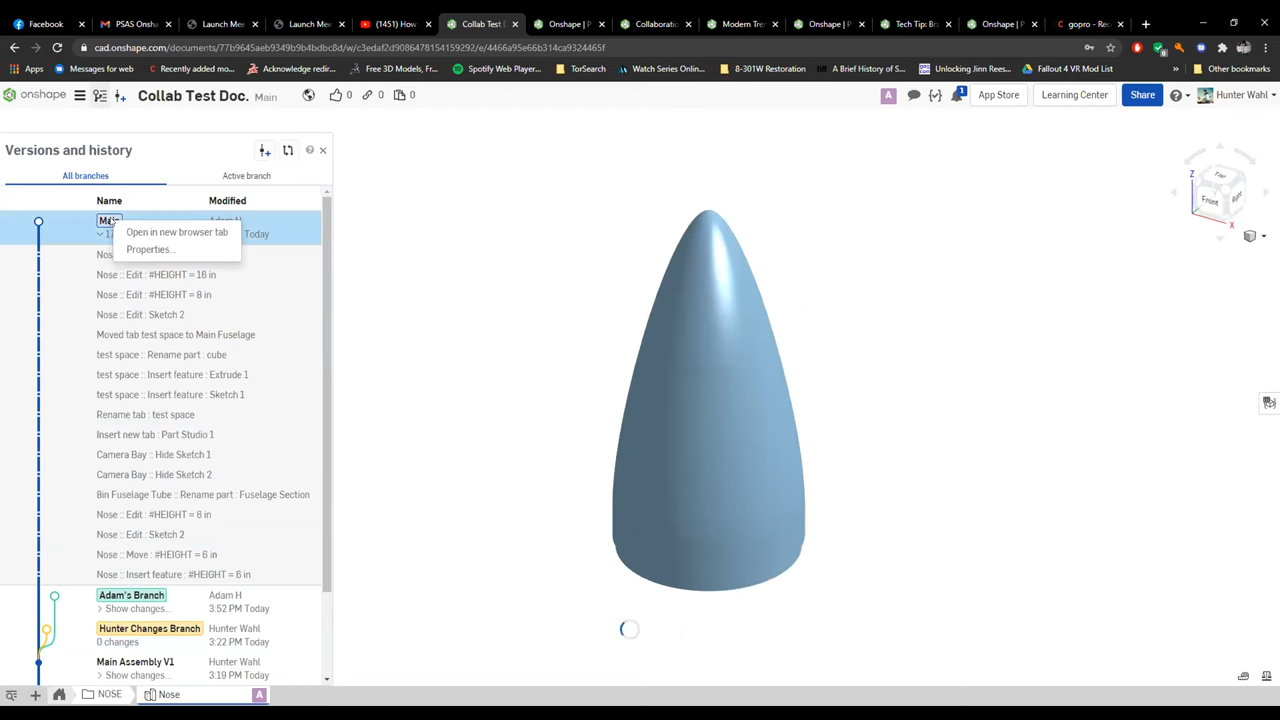 Facebook
PSAS Onsha
Launch Mee
Launch Mee
(1451) How
Collab Test D
Onshape | P
Collaboratio
Modern Tre
Onshape | P
Tech Tip: Bra
Onshape | P
gopro - Rec
cad.onshape.com/documents/77b9645aeb9349b9b4bdbc8d/w/c3edaf2d9086478154159292/e/4466a95e66b314ca9324465f
Apps
Messages for web
Recently added mo...
Acknowledge redir...
Free 3D Models, Fr...
Spotify Web Player...
TorSearch
Watch Series Onlin...
8-301W Restoration
A Brief History of S...
Unlocking Jinn Rees...
Fallout 4 VR Mod List
»
Other bookmarks
onshape
Collab Test Doc. Main
0
0
0
A
1
App Store
Learning Center
Share
Hunter Wahl
Versions and history
All branches
Active branch
Name
Modified
Main
Today
Open in new browser tab
Properties...
Nose :: Edit : #HEIGHT = 16 in
Nose :: Edit : #HEIGHT = 8 in
Nose :: Edit : Sketch 2
Moved tab test space to Main Fuselage
test space :: Rename part : cube
test space :: Insert feature : Extrude 1
test space :: Insert feature : Sketch 1
Rename tab : test space
Insert new tab : Part Studio 1
Camera Bay :: Hide Sketch 1
Camera Bay :: Hide Sketch 2
8in Fuselage Tube :: Rename part : Fuselage Section
Nose :: Edit : #HEIGHT = 6 in
Nose :: Edit : Sketch 2
Nose :: Move : #HEIGHT = 6 in
Nose :: Insert feature : #HEIGHT = 6 in
Adam's Branch
Adam H
> Show changes...
3:52 PM Today
Hunter Changes Branch
Hunter Wahl
0 changes
3:22 PM Today
Main Assembly V1
Hunter Wahl
> Show changes...
3:19 PM Today
Z
Top
Front
Right
X
NOSE
Nose
A